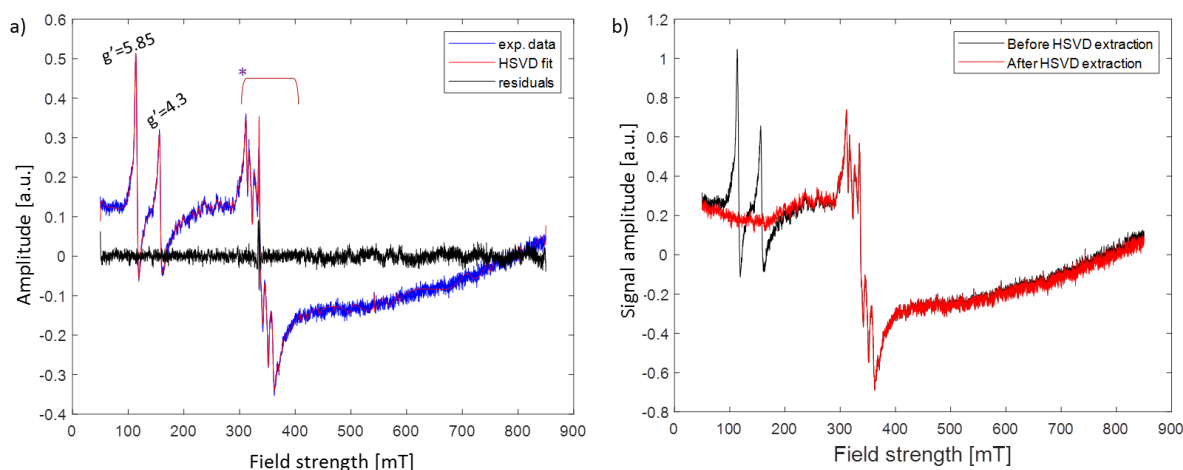 a)
g'=5.85
g'=4.3
*
exp. data
HSVD fit
residuals
Amplitude [a.u.]
0.6
0.5
0.4
0.3
0.2
0.1
0
-0.1
-0.2
-0.3
-0.4
0 100 200 300 400 500 600 700 800 900
Field strength [mT]
b)
Before HSVD extraction
After HSVD extraction
Signal amplitude [a.u.]
1.2
1
0.8
0.6
0.4
0.2
0
-0.2
-0.4
-0.6
-0.8
0 100 200 300 400 500 600 700 800 900
Field strength [mT]